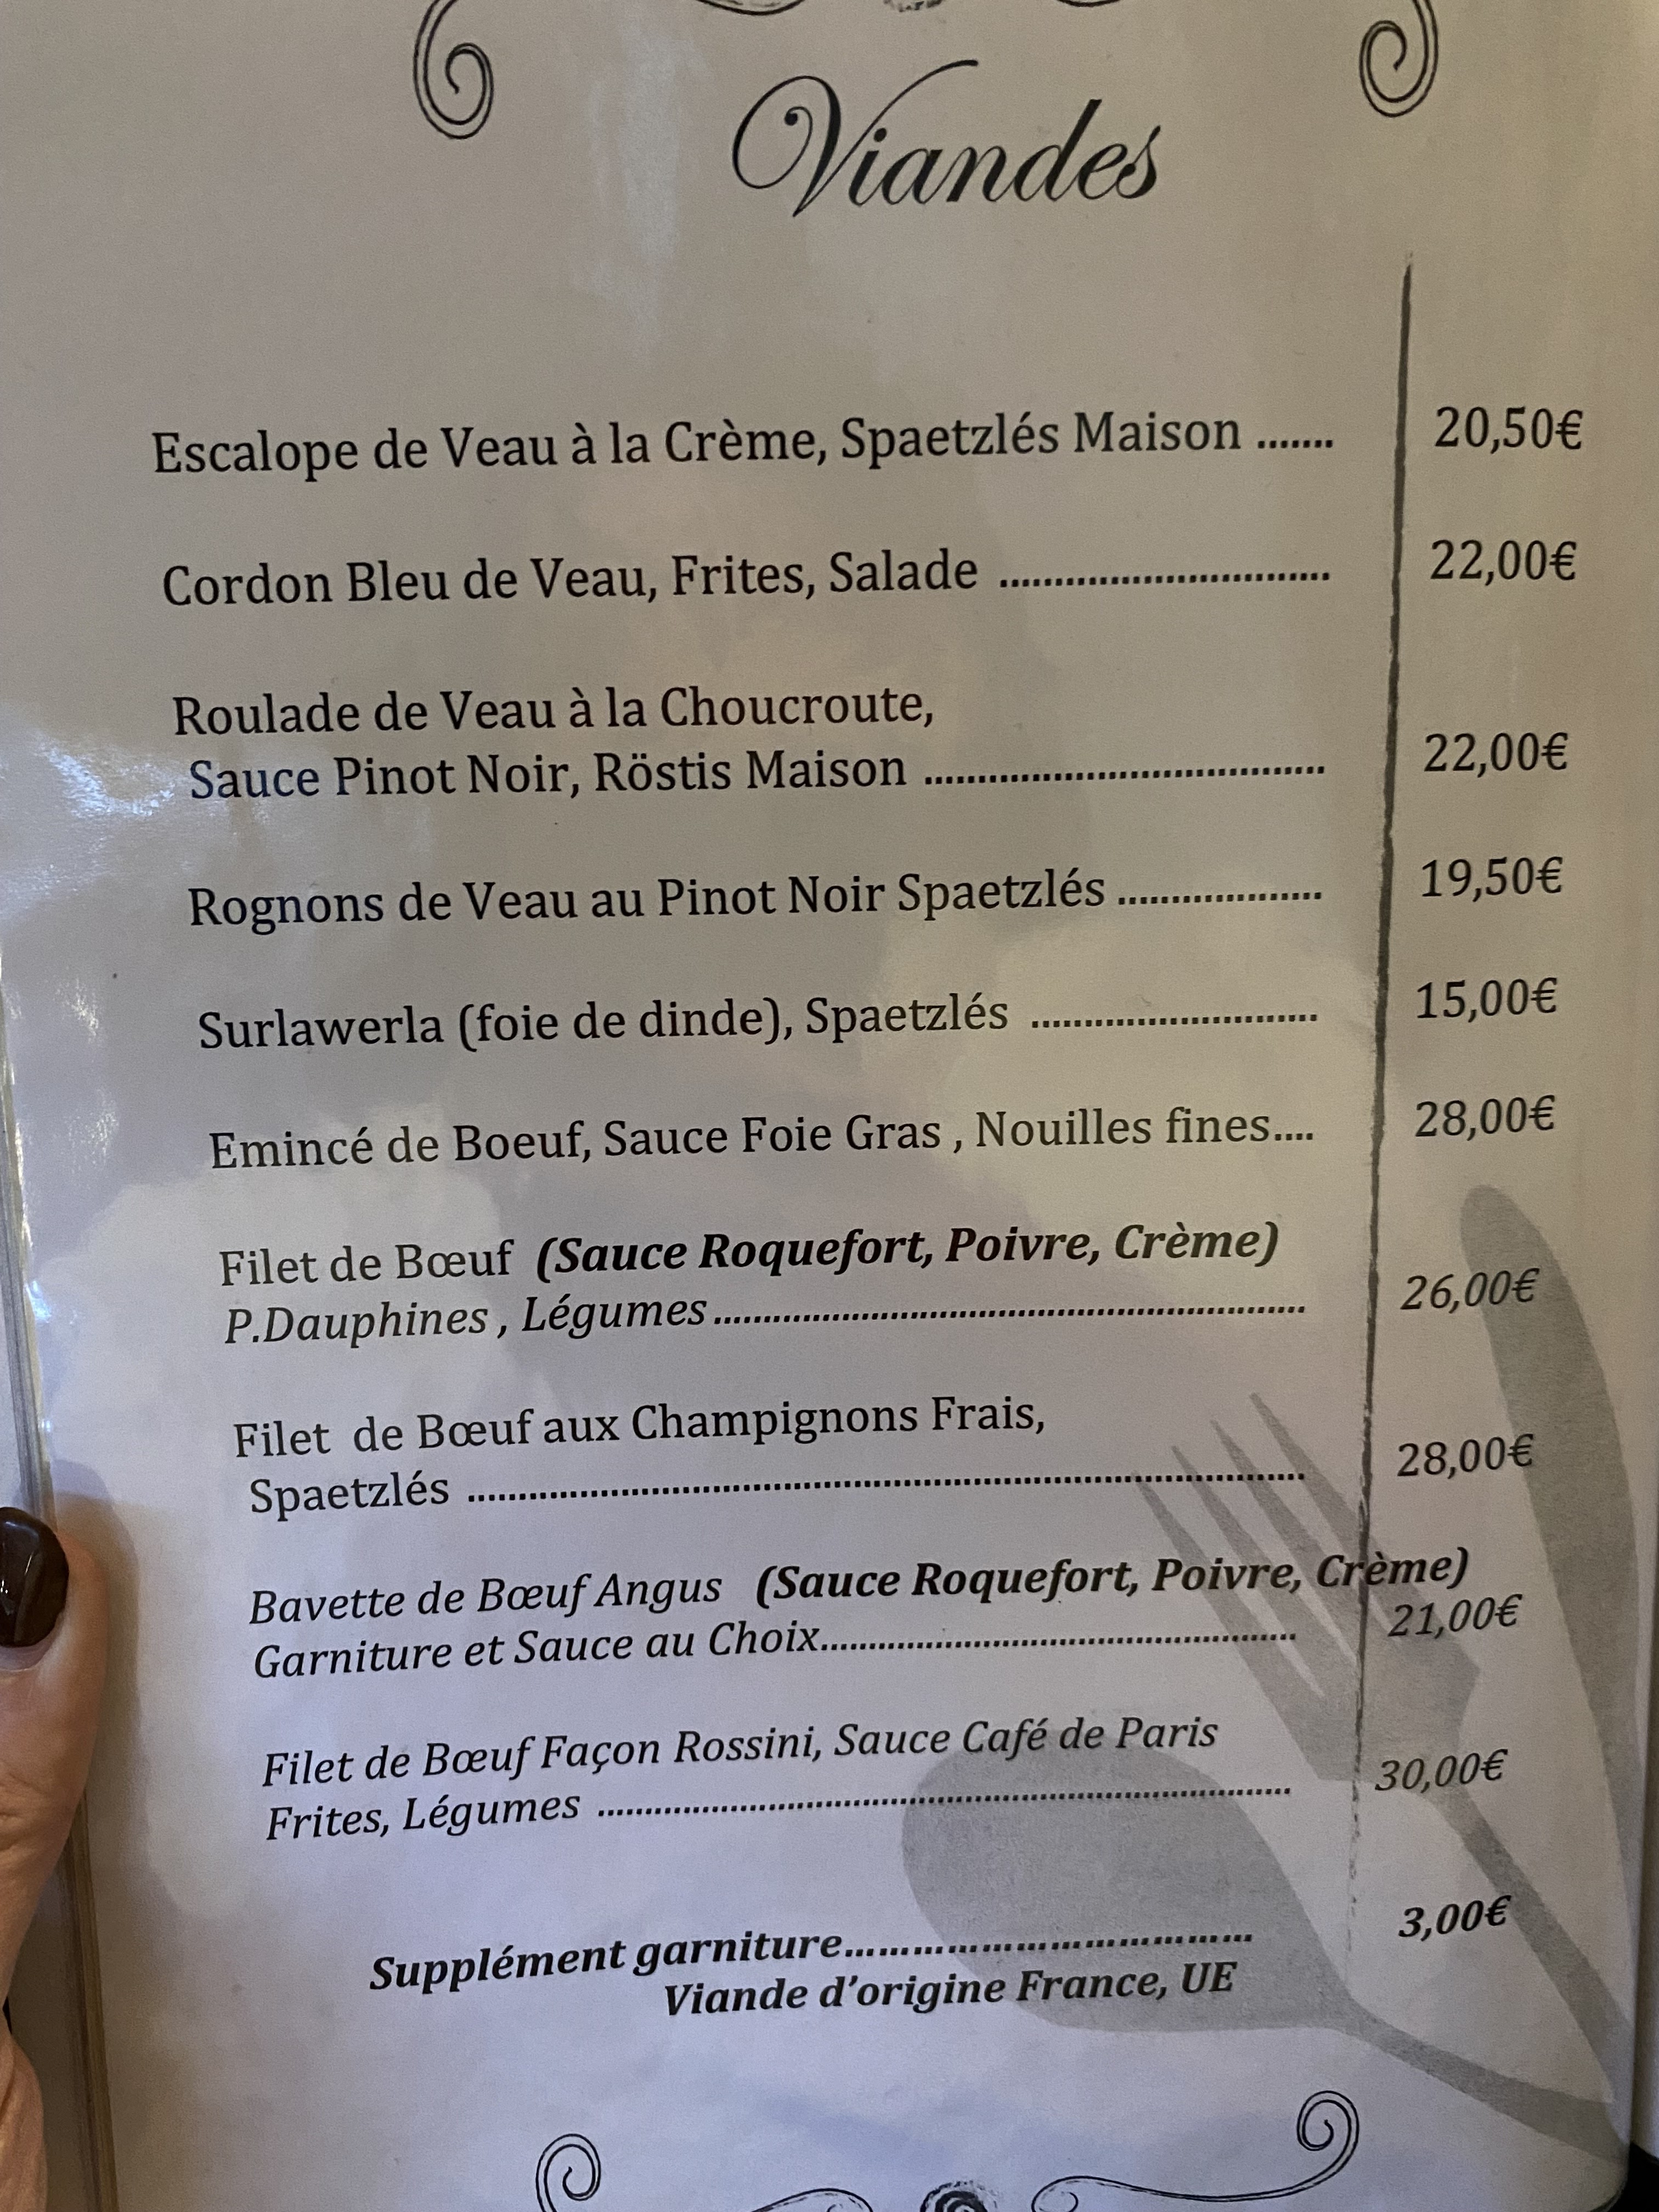 Viandes
Escalope de Veau à la Crème, Spaetzlés Maison ....... 20,50€
Cordon Bleu de Veau, Frites, Salade .............................. 22,00€
Roulade de Veau à la Choucroute,
Sauce Pinot Noir, Röstis Maison .................................... 22,00€
Rognons de Veau au Pinot Noir Spaetzlés ................... 19,50€
Surlawerla (foie de dinde), Spaetzlés ........................... 15,00€
Emincé de Boeuf, Sauce Foie Gras , Nouilles fines.... 28,00€
Filet de Bœuf (Sauce Roquefort, Poivre, Crème)
P.Dauphines , Légumes............................................................ 26,00€
Filet de Bœuf aux Champignons Frais,
Spaetzlés ................................................................................ 28,00€
Bavette de Bœuf Angus (Sauce Roquefort, Poivre, Crème)
Garniture et Sauce au Choix.................................................. 21,00€
Filet de Bœuf Façon Rossini, Sauce Café de Paris
Frites, Légumes ......................................................................... 30,00€
Supplément garniture………………………………… 3,00€
Viande d'origine France, UE